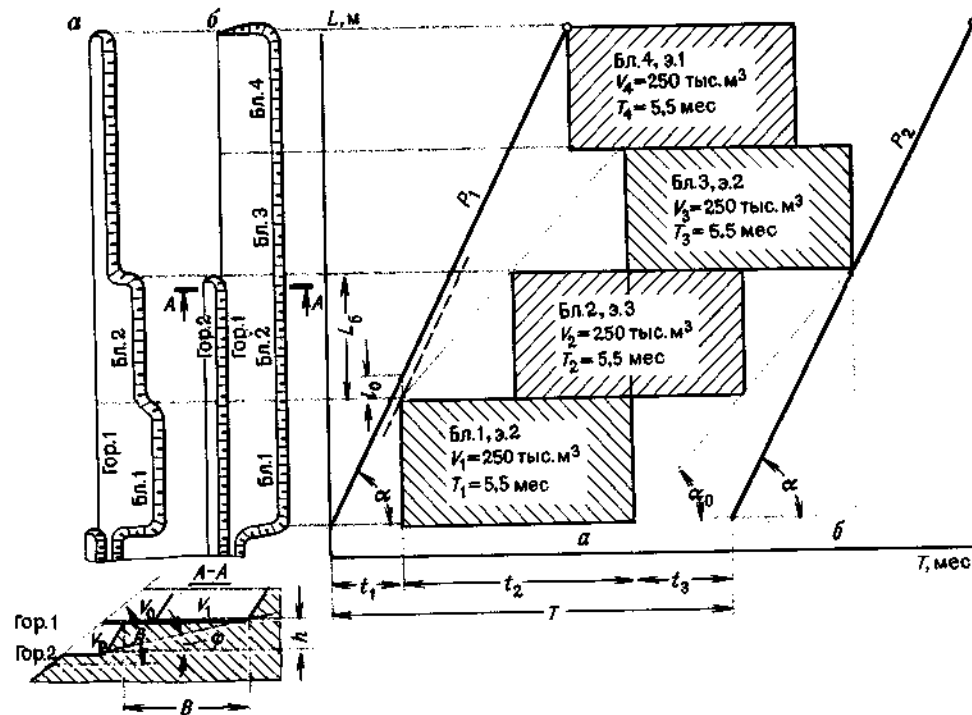 а
б
L, м
Бл.4
Бл.3
Бл.2
Бл.1
Гор.1
Гор.2
Гор.1
Бл.2
Бл.1
А
А
Lб
l₀
P₁
P₂
Бл.4, э.1
V₄=250 тыс. м³
T₄=5,5 мес
Бл.3, э.2
V₃=250 тыс. м³
T₃=5.5 мес
Бл.2, э.3
V₂=250 тыс. м³
T₂=5,5 мес
Бл.1, э.2
V₁=250 тыс. м³
T₁=5,5 мес
α
α₀
α
а
б
T, мес
t₁
t₂
t₃
T
А–А
Гор.1
Гор.2
V₀
V₁
φ
h
B